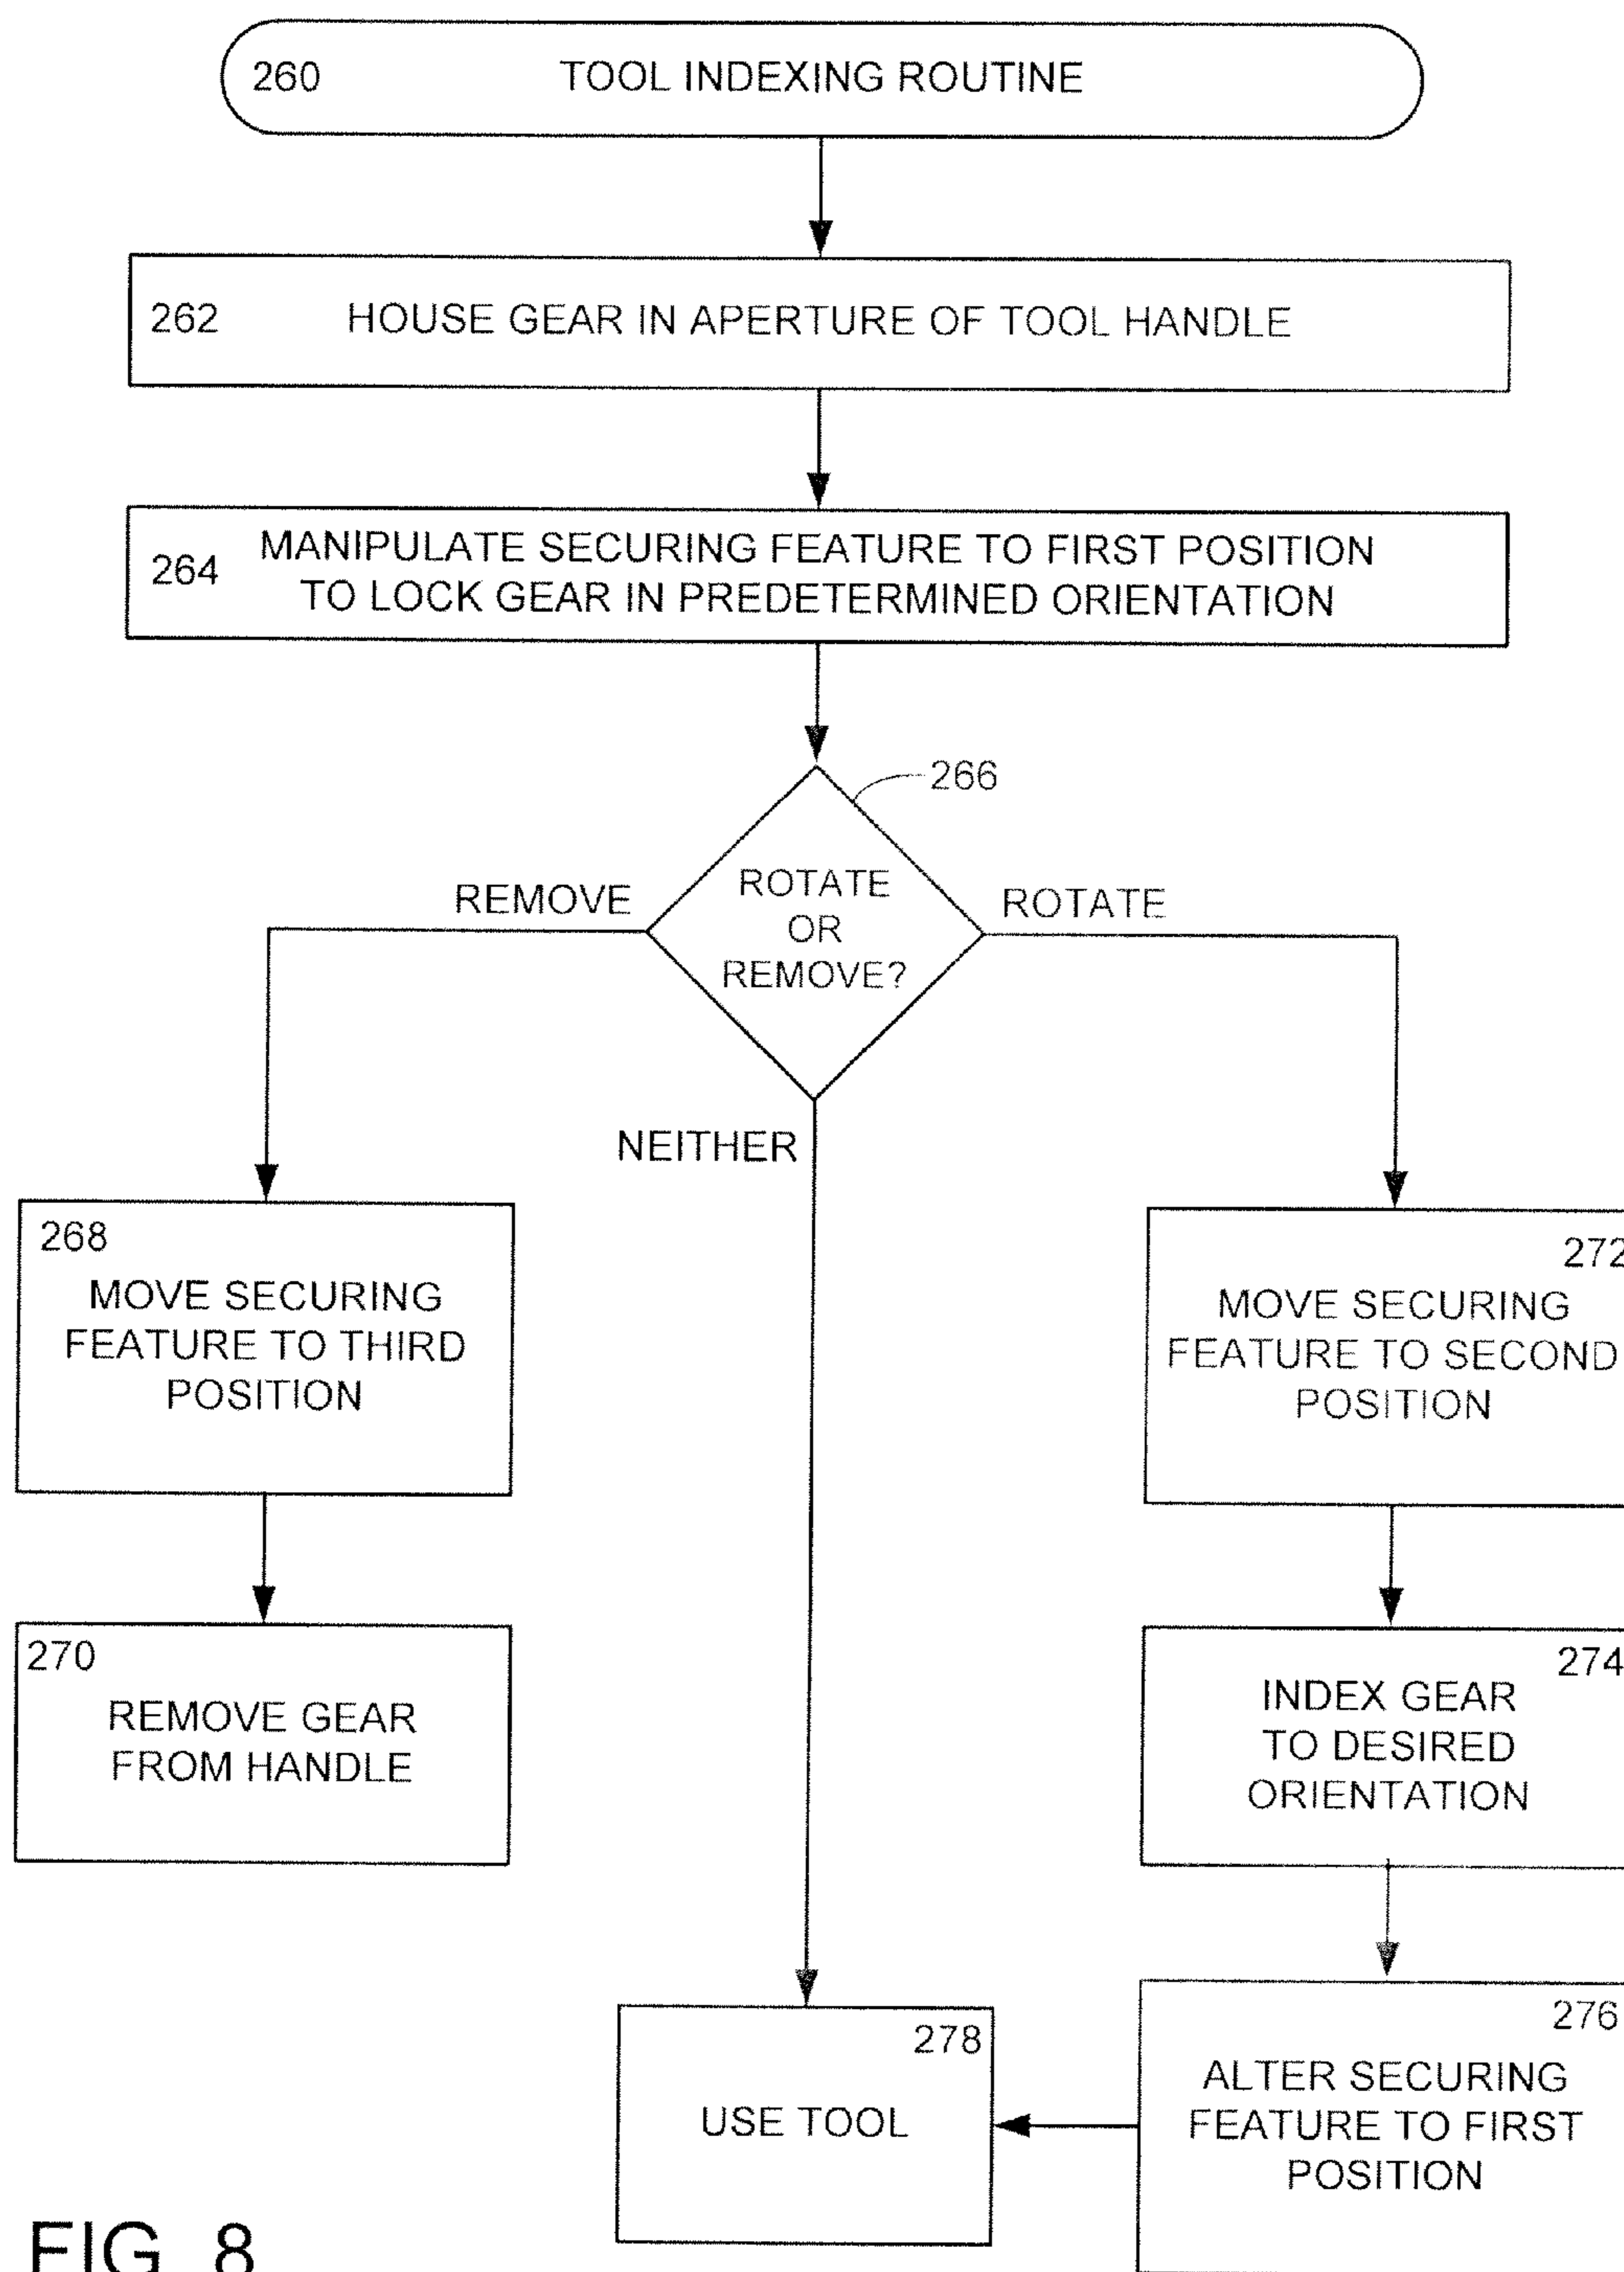 260 TOOL INDEXING ROUTINE
262 HOUSE GEAR IN APERTURE OF TOOL HANDLE
264 MANIPULATE SECURING FEATURE TO FIRST POSITION
TO LOCK GEAR IN PREDETERMINED ORIENTATION
266
ROTATE
OR
REMOVE?
REMOVE
ROTATE
NEITHER
268
MOVE SECURING
FEATURE TO THIRD
POSITION
272
MOVE SECURING
FEATURE TO SECOND
POSITION
270
REMOVE GEAR
FROM HANDLE
274
INDEX GEAR
TO DESIRED
ORIENTATION
278
USE TOOL
276
ALTER SECURING
FEATURE TO FIRST
POSITION
FIG. 8